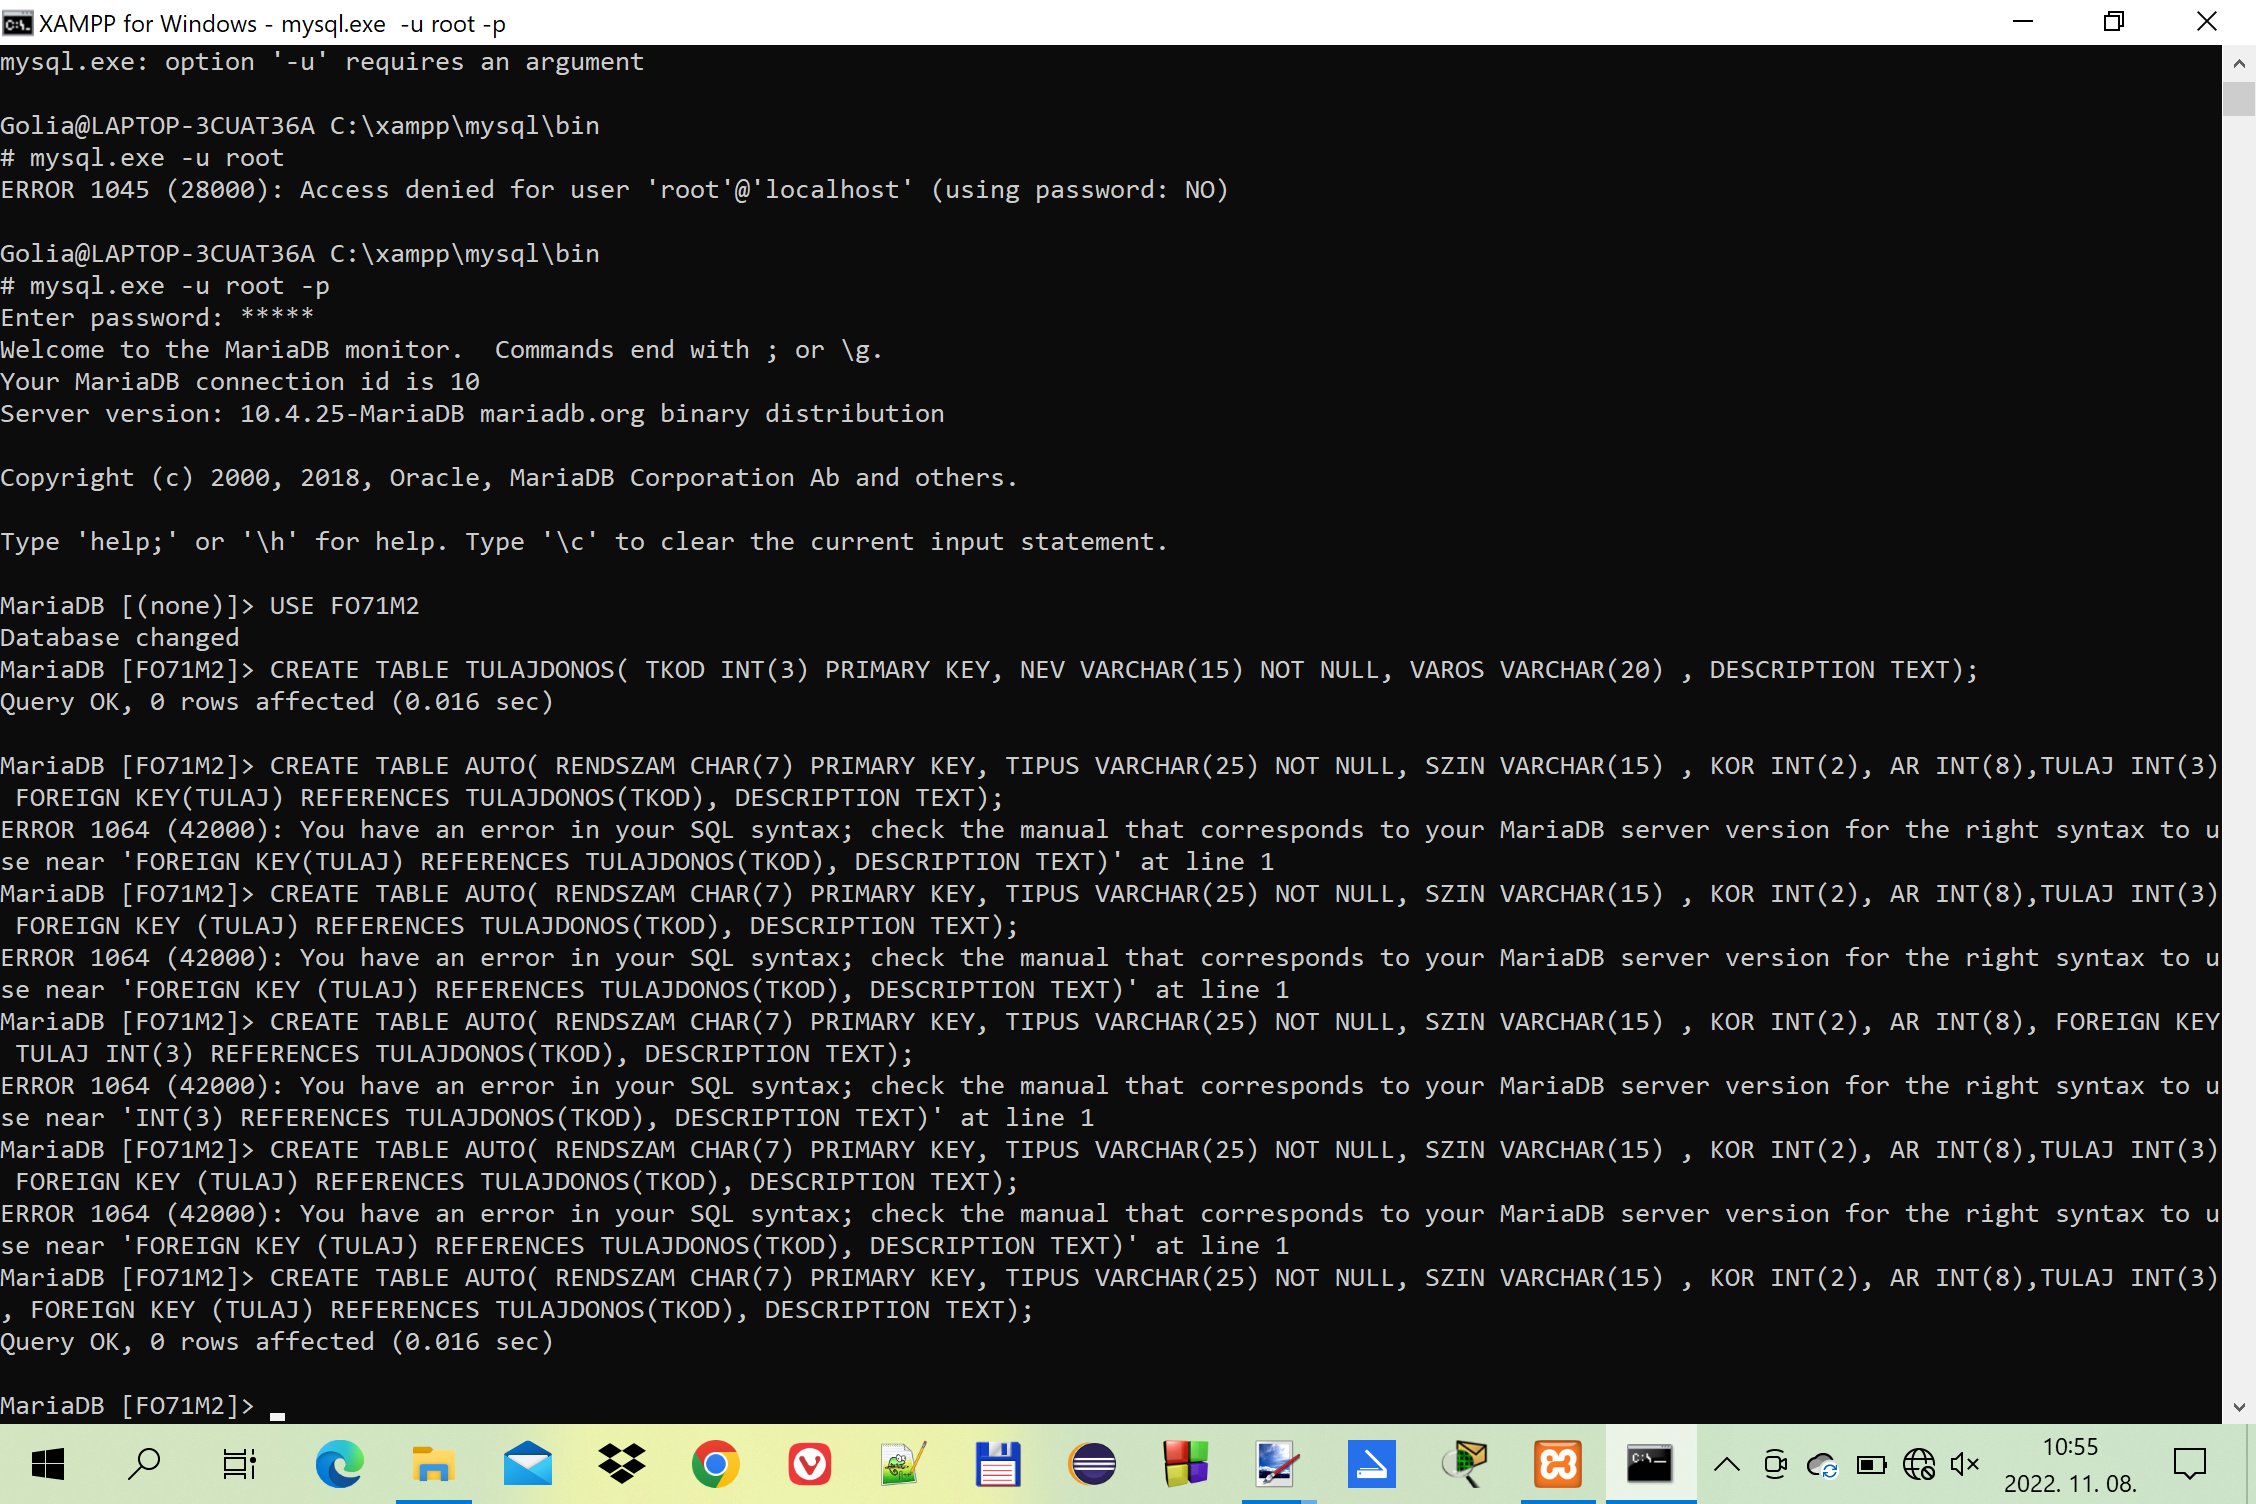 XAMPP for Windows - mysql.exe  -u root -p
mysql.exe: option '-u' requires an argument
Golia@LAPTOP-3CUAT36A C:\xampp\mysql\bin
# mysql.exe -u root
ERROR 1045 (28000): Access denied for user 'root'@'localhost' (using password: NO)
Golia@LAPTOP-3CUAT36A C:\xampp\mysql\bin
# mysql.exe -u root -p
Enter password: *****
Welcome to the MariaDB monitor.  Commands end with ; or \g.
Your MariaDB connection id is 10
Server version: 10.4.25-MariaDB mariadb.org binary distribution
Copyright (c) 2000, 2018, Oracle, MariaDB Corporation Ab and others.
Type 'help;' or '\h' for help. Type '\c' to clear the current input statement.
MariaDB [(none)]> USE FO71M2
Database changed
MariaDB [FO71M2]> CREATE TABLE TULAJDONOS( TKOD INT(3) PRIMARY KEY, NEV VARCHAR(15) NOT NULL, VAROS VARCHAR(20) , DESCRIPTION TEXT);
Query OK, 0 rows affected (0.016 sec)
MariaDB [FO71M2]> CREATE TABLE AUTO( RENDSZAM CHAR(7) PRIMARY KEY, TIPUS VARCHAR(25) NOT NULL, SZIN VARCHAR(15) , KOR INT(2), AR INT(8),TULAJ INT(3)
 FOREIGN KEY(TULAJ) REFERENCES TULAJDONOS(TKOD), DESCRIPTION TEXT);
ERROR 1064 (42000): You have an error in your SQL syntax; check the manual that corresponds to your MariaDB server version for the right syntax to u
se near 'FOREIGN KEY(TULAJ) REFERENCES TULAJDONOS(TKOD), DESCRIPTION TEXT)' at line 1
MariaDB [FO71M2]> CREATE TABLE AUTO( RENDSZAM CHAR(7) PRIMARY KEY, TIPUS VARCHAR(25) NOT NULL, SZIN VARCHAR(15) , KOR INT(2), AR INT(8),TULAJ INT(3)
 FOREIGN KEY (TULAJ) REFERENCES TULAJDONOS(TKOD), DESCRIPTION TEXT);
ERROR 1064 (42000): You have an error in your SQL syntax; check the manual that corresponds to your MariaDB server version for the right syntax to u
se near 'FOREIGN KEY (TULAJ) REFERENCES TULAJDONOS(TKOD), DESCRIPTION TEXT)' at line 1
MariaDB [FO71M2]> CREATE TABLE AUTO( RENDSZAM CHAR(7) PRIMARY KEY, TIPUS VARCHAR(25) NOT NULL, SZIN VARCHAR(15) , KOR INT(2), AR INT(8), FOREIGN KEY
 TULAJ INT(3) REFERENCES TULAJDONOS(TKOD), DESCRIPTION TEXT);
ERROR 1064 (42000): You have an error in your SQL syntax; check the manual that corresponds to your MariaDB server version for the right syntax to u
se near 'INT(3) REFERENCES TULAJDONOS(TKOD), DESCRIPTION TEXT)' at line 1
MariaDB [FO71M2]> CREATE TABLE AUTO( RENDSZAM CHAR(7) PRIMARY KEY, TIPUS VARCHAR(25) NOT NULL, SZIN VARCHAR(15) , KOR INT(2), AR INT(8),TULAJ INT(3)
 FOREIGN KEY (TULAJ) REFERENCES TULAJDONOS(TKOD), DESCRIPTION TEXT);
ERROR 1064 (42000): You have an error in your SQL syntax; check the manual that corresponds to your MariaDB server version for the right syntax to u
se near 'FOREIGN KEY (TULAJ) REFERENCES TULAJDONOS(TKOD), DESCRIPTION TEXT)' at line 1
MariaDB [FO71M2]> CREATE TABLE AUTO( RENDSZAM CHAR(7) PRIMARY KEY, TIPUS VARCHAR(25) NOT NULL, SZIN VARCHAR(15) , KOR INT(2), AR INT(8),TULAJ INT(3)
, FOREIGN KEY (TULAJ) REFERENCES TULAJDONOS(TKOD), DESCRIPTION TEXT);
Query OK, 0 rows affected (0.016 sec)
MariaDB [FO71M2]> _
10:55
2022. 11. 08.